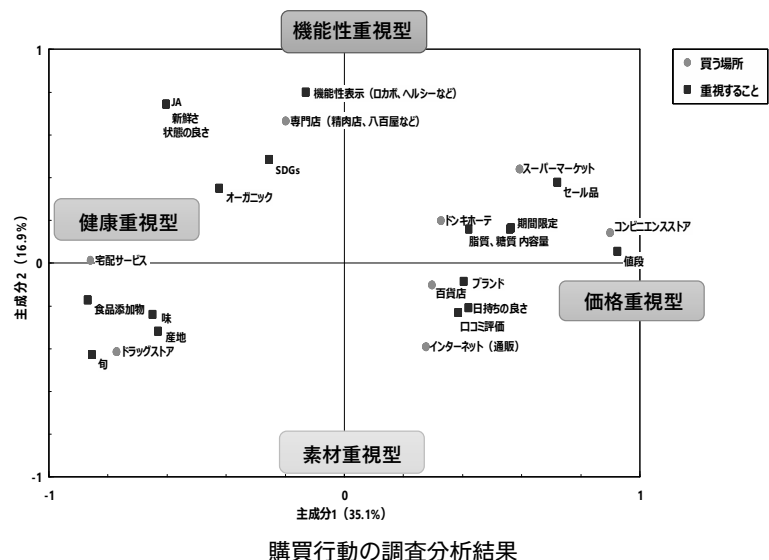 機能性重視型
1
買う場所
重視すること
機能性表示（ロカボ、ヘルシーなど）
JA
新鮮さ
状態の良さ
専門店（精肉店、八百屋など）
SDGs
スーパーマーケット
セール品
オーガニック
健康重視型
ドンキホーテ
期間限定
脂質、糖質 内容量
コンビニエンスストア
宅配サービス
0
値段
価格重視型
ブランド
百貨店
食品添加物
日持ちの良さ
味
口コミ評価
産地
ドラッグストア
旬
インターネット（通販）
主成分2（16.9%）
素材重視型
-1
-1
0
1
主成分1（35.1%）
購買行動の調査分析結果